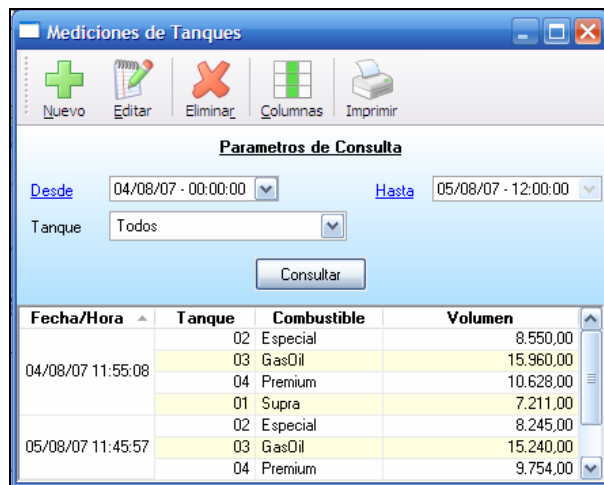 Mediciones de Tanques
Nuevo Editar Eliminar Columnas Imprimir
Parametros de Consulta
Desde 04/08/07 - 00:00:00 Hasta 05/08/07 - 12:00:00
Tanque Todos
Consultar
Fecha/Hora Tanque Combustible Volumen
02 Especial 8.550,00
03 GasOil 15.960,00
04/08/07 11:55:08
04 Premium 10.628,00
01 Supra 7.211,00
02 Especial 8.245,00
05/08/07 11:45:57 03 GasOil 15.240,00
04 Premium 9.754,00